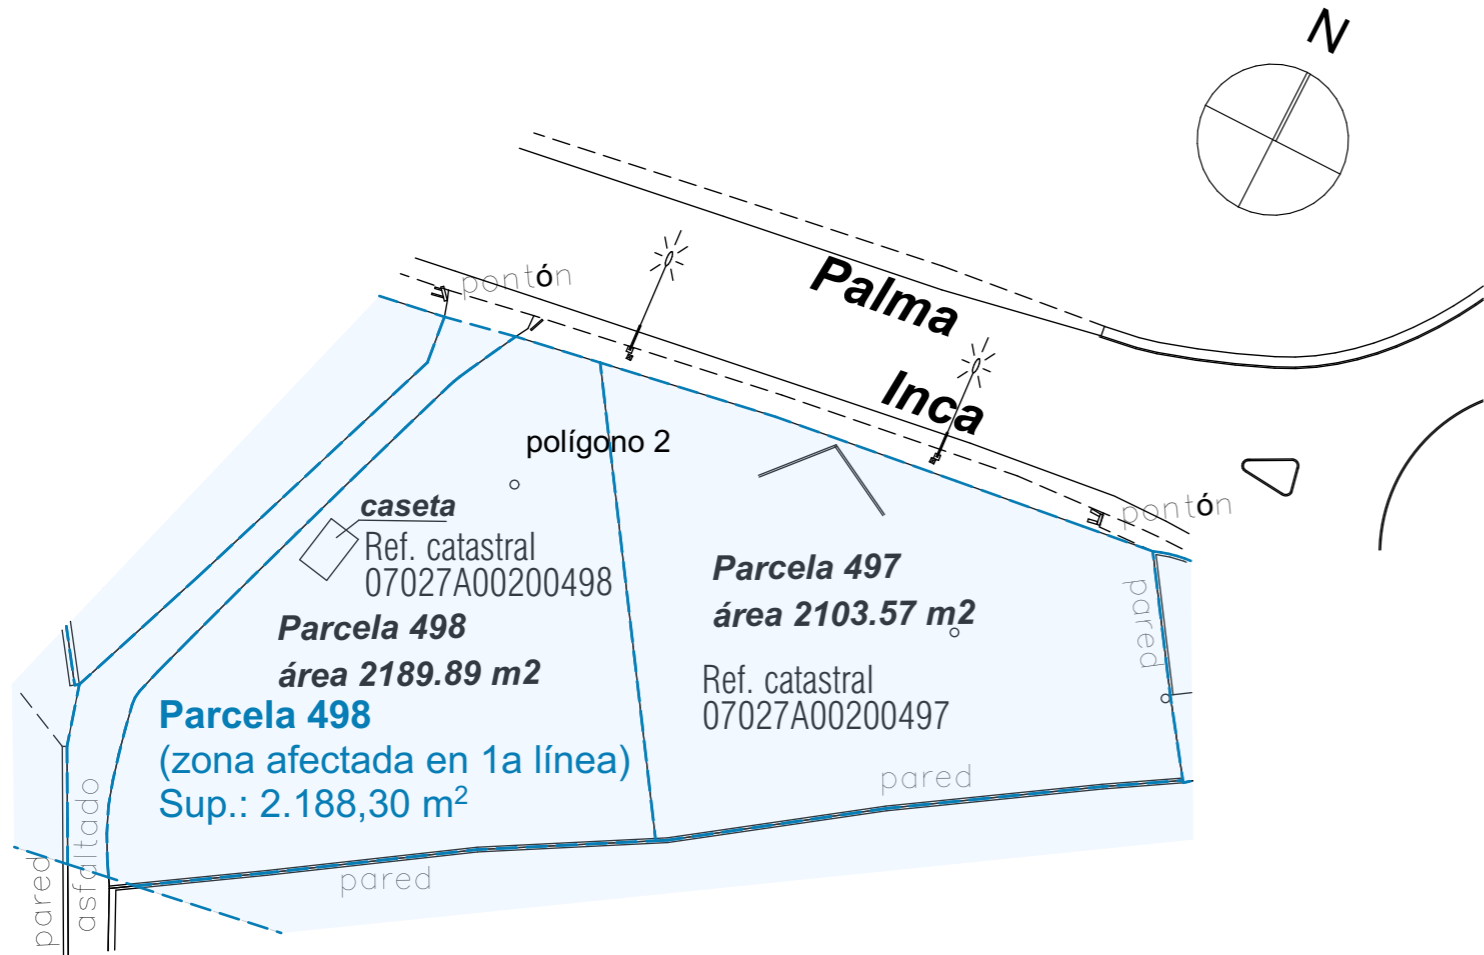 N
pontón
Palma
Inca
polígono 2
pontón
caseta
Ref. catastral
07027A00200498
Parcela 498
área 2189.89 m2
Parcela 498
(zona afectada en 1a línea)
Sup.: 2.188,30 m²
Parcela 497
área 2103.57 m2
Ref. catastral
07027A00200497
pared
pared
pared
asfaltado
pared